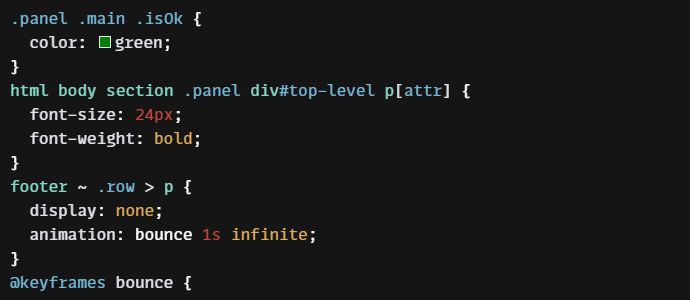 .panel .main .isOk {
  color: green;
}
html body section .panel div#top-level p[attr] {
  font-size: 24px;
  font-weight: bold;
}
footer ~ .row > p {
  display: none;
  animation: bounce 1s infinite;
}
@keyframes bounce {